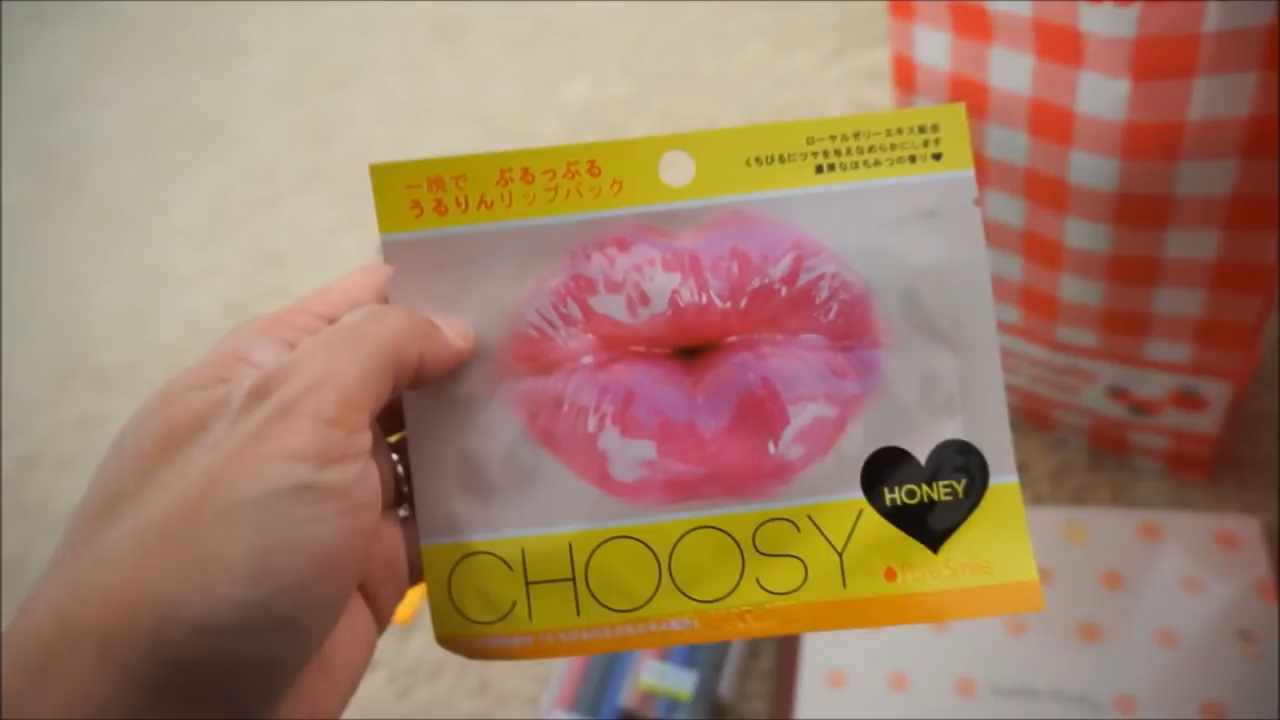 一晩で ぷるっぷる
うるりんリップパック
ローヤルゼリーエキス配合
くちびるにツヤを与えなめらかにします
濃厚なはちみつの香り♥
HONEY
CHOOSY
Pure Smile